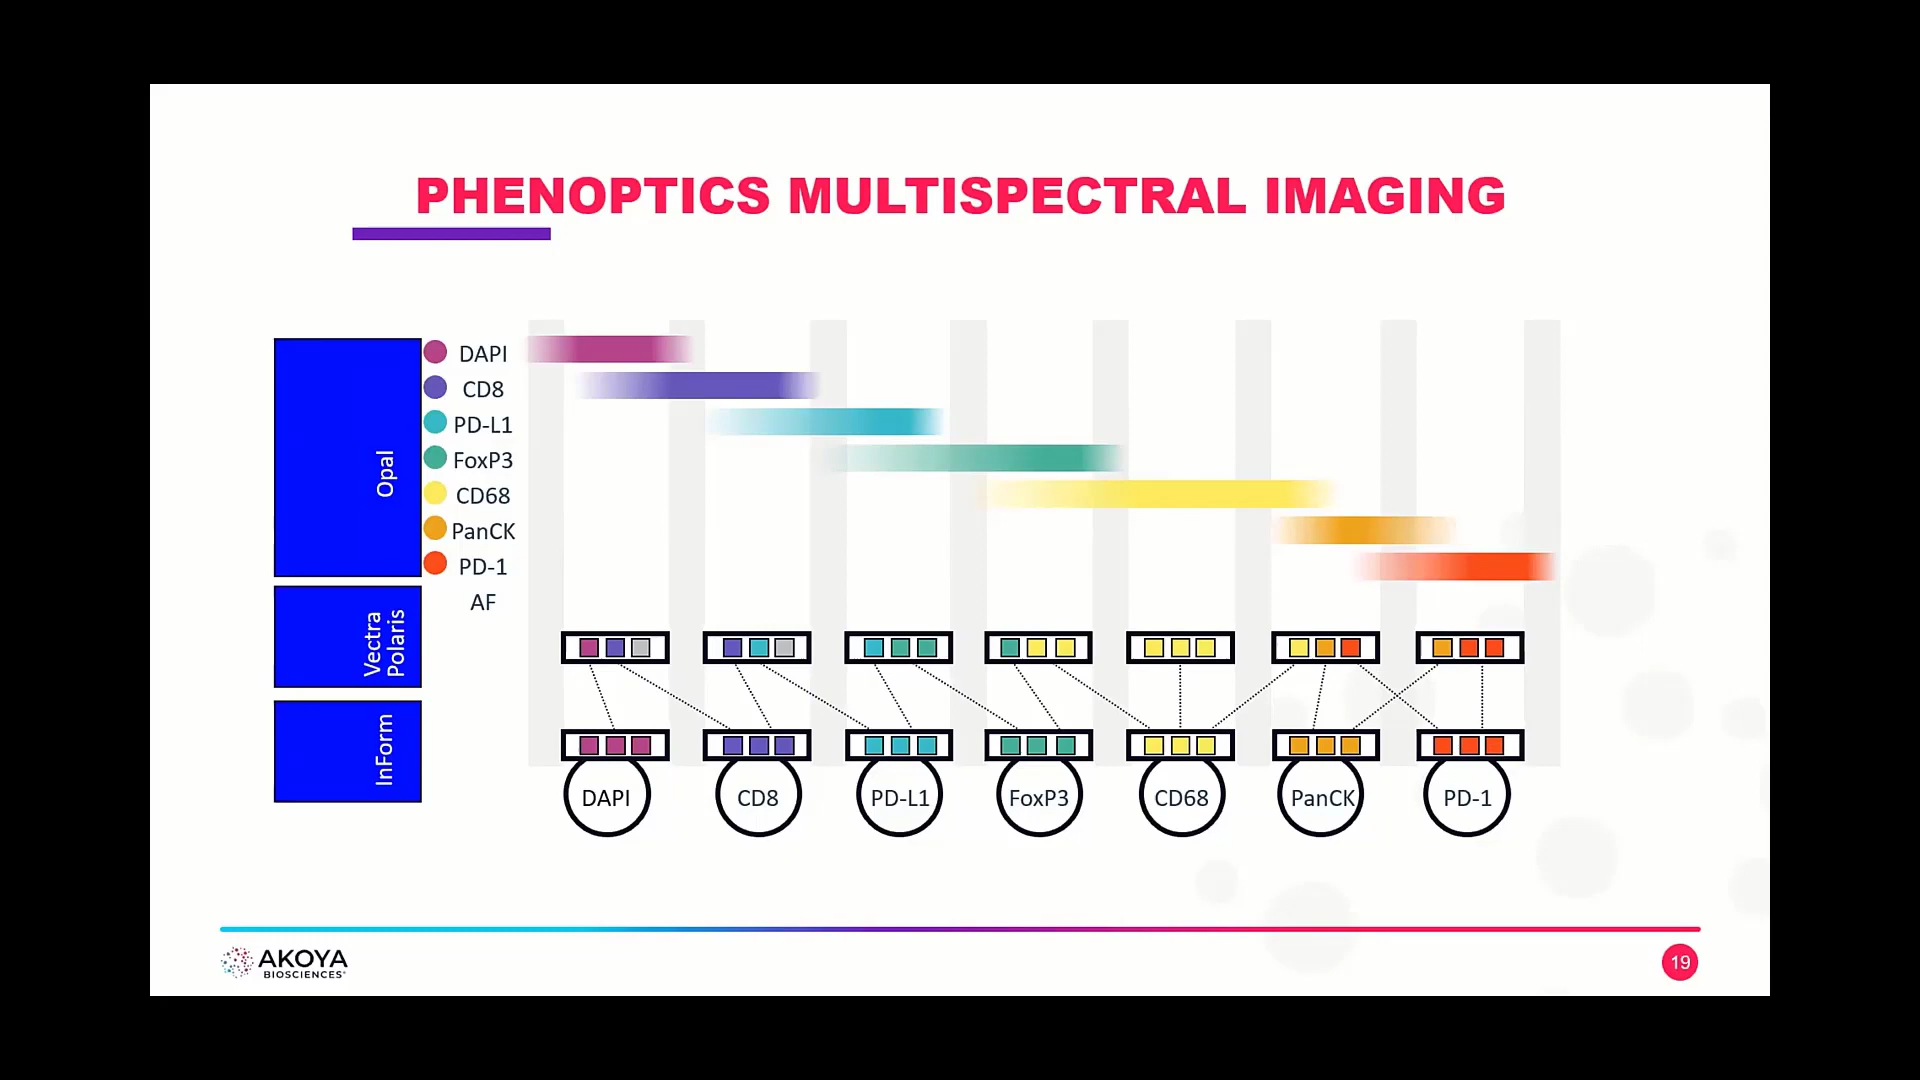 PHENOPTICS MULTISPECTRAL IMAGING
Opal
DAPI
CD8
PD-L1
FoxP3
CD68
PanCK
PD-1
AF
Vectra
Polaris
InForm
DAPI CD8 PD-L1 FoxP3 CD68 PanCK PD-1
AKOYA
BIOSCIENCES
19